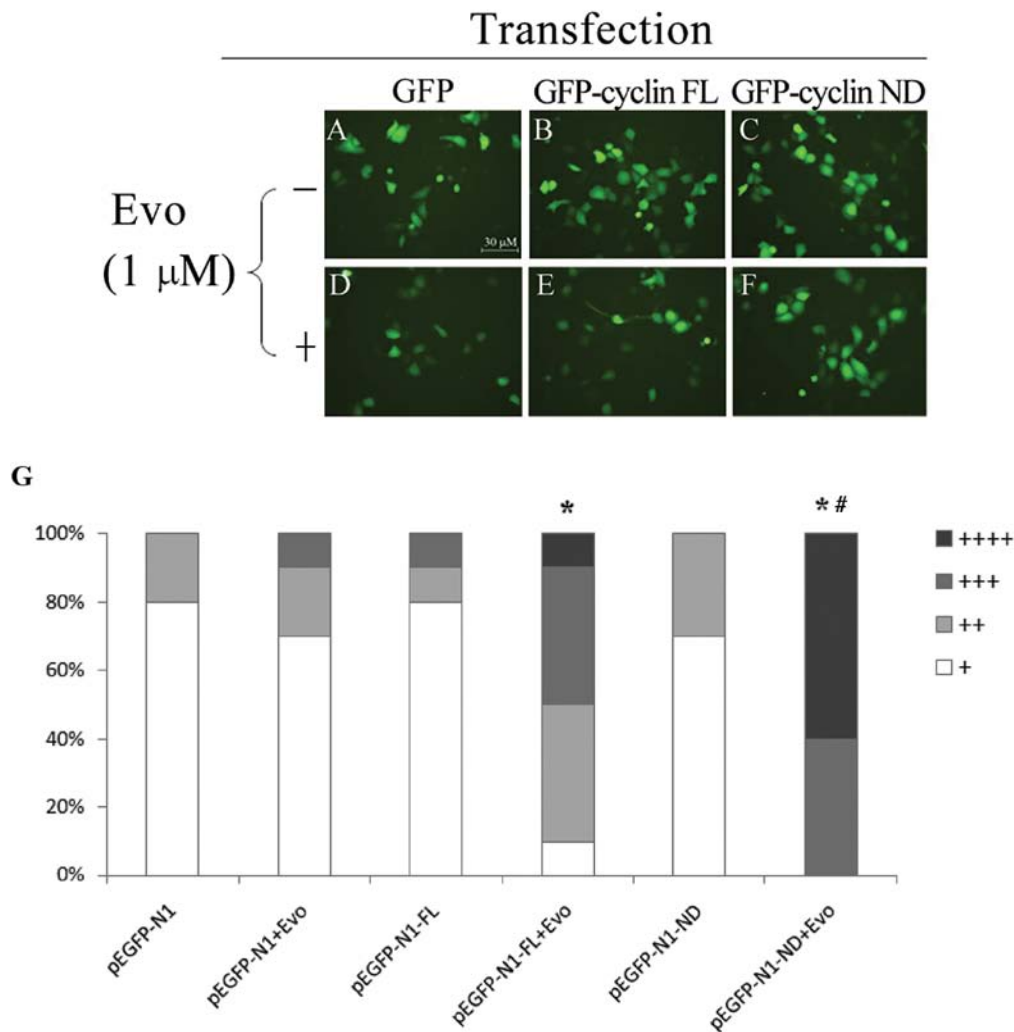 Transfection
GFP GFP-cyclin FL GFP-cyclin ND
A B C
Evo
(1 μM)
−
30 μM
D E F
+
G
* * #
100%
80%
60%
40%
20%
0%
++++
+++
++
+
pEGFP-N1
pEGFP-N1+Evo
pEGFP-N1-FL
pEGFP-N1-FL+Evo
pEGFP-N1-ND
pEGFP-N1-ND+Evo